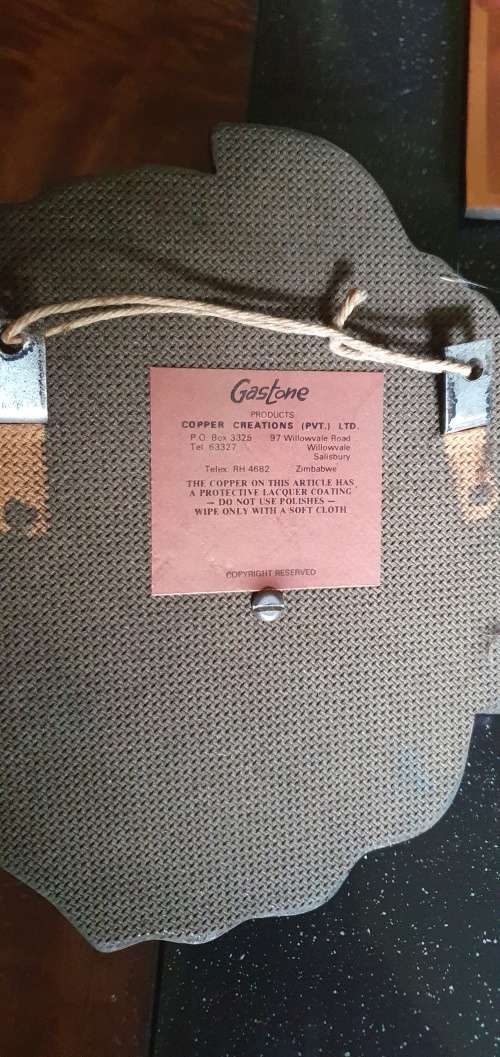 Gastone
PRODUCTS
COPPER CREATIONS (PVT.) LTD.
P.O. Box 3325 97 Willowvale Road
Tel. 63327 Willowvale
Salisbury
Telex: RH 4682 Zimbabwe
THE COPPER ON THIS ARTICLE HAS
A PROTECTIVE LACQUER COATING
— DO NOT USE POLISHES —
WIPE ONLY WITH A SOFT CLOTH
COPYRIGHT RESERVED